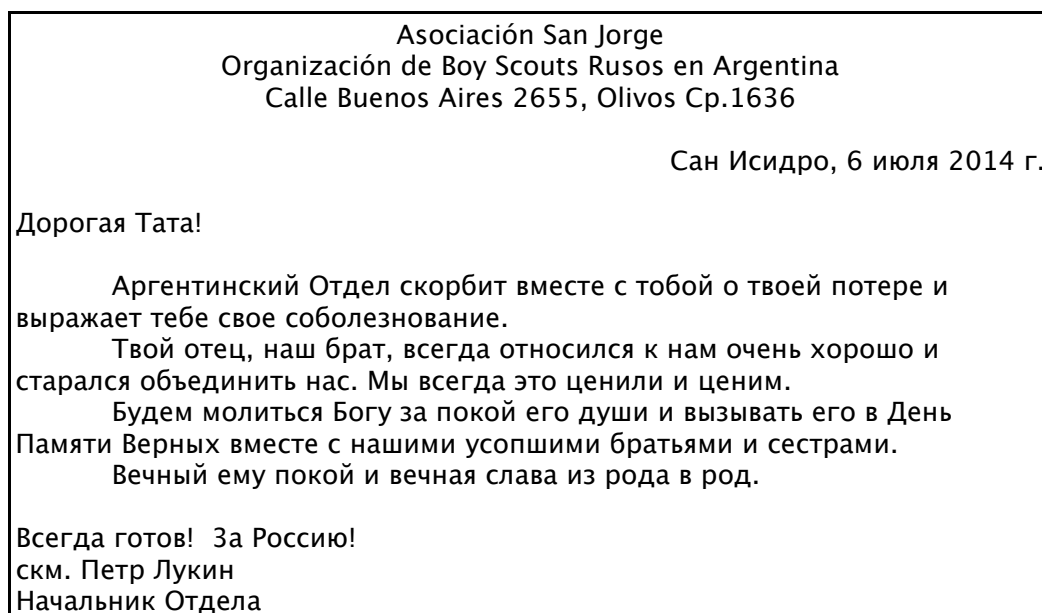 Asociación San Jorge
Organización de Boy Scouts Rusos en Argentina
Calle Buenos Aires 2655, Olivos Cp.1636
Сан Исидро, 6 июля 2014 г.
Дорогая Тата!
Аргентинский Отдел скорбит вместе с тобой о твоей потере и
выражает тебе свое соболезнование.
Твой отец, наш брат, всегда относился к нам очень хорошо и
старался объединить нас. Мы всегда это ценили и ценим.
Будем молиться Богу за покой его души и вызывать его в День
Памяти Верных вместе с нашими усопшими братьями и сестрами.
Вечный ему покой и вечная слава из рода в род.
Всегда готов!  За Россию!
скм. Петр Лукин
Начальник Отдела